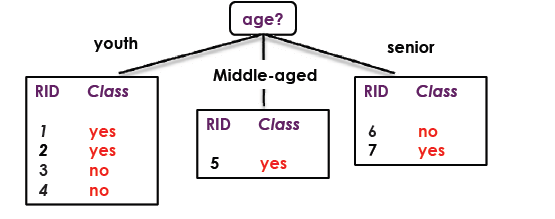 age?
youth
Middle-aged
senior
RID Class
1 yes
2 yes
3 no
4 no
RID Class
5 yes
RID Class
6 no
7 yes